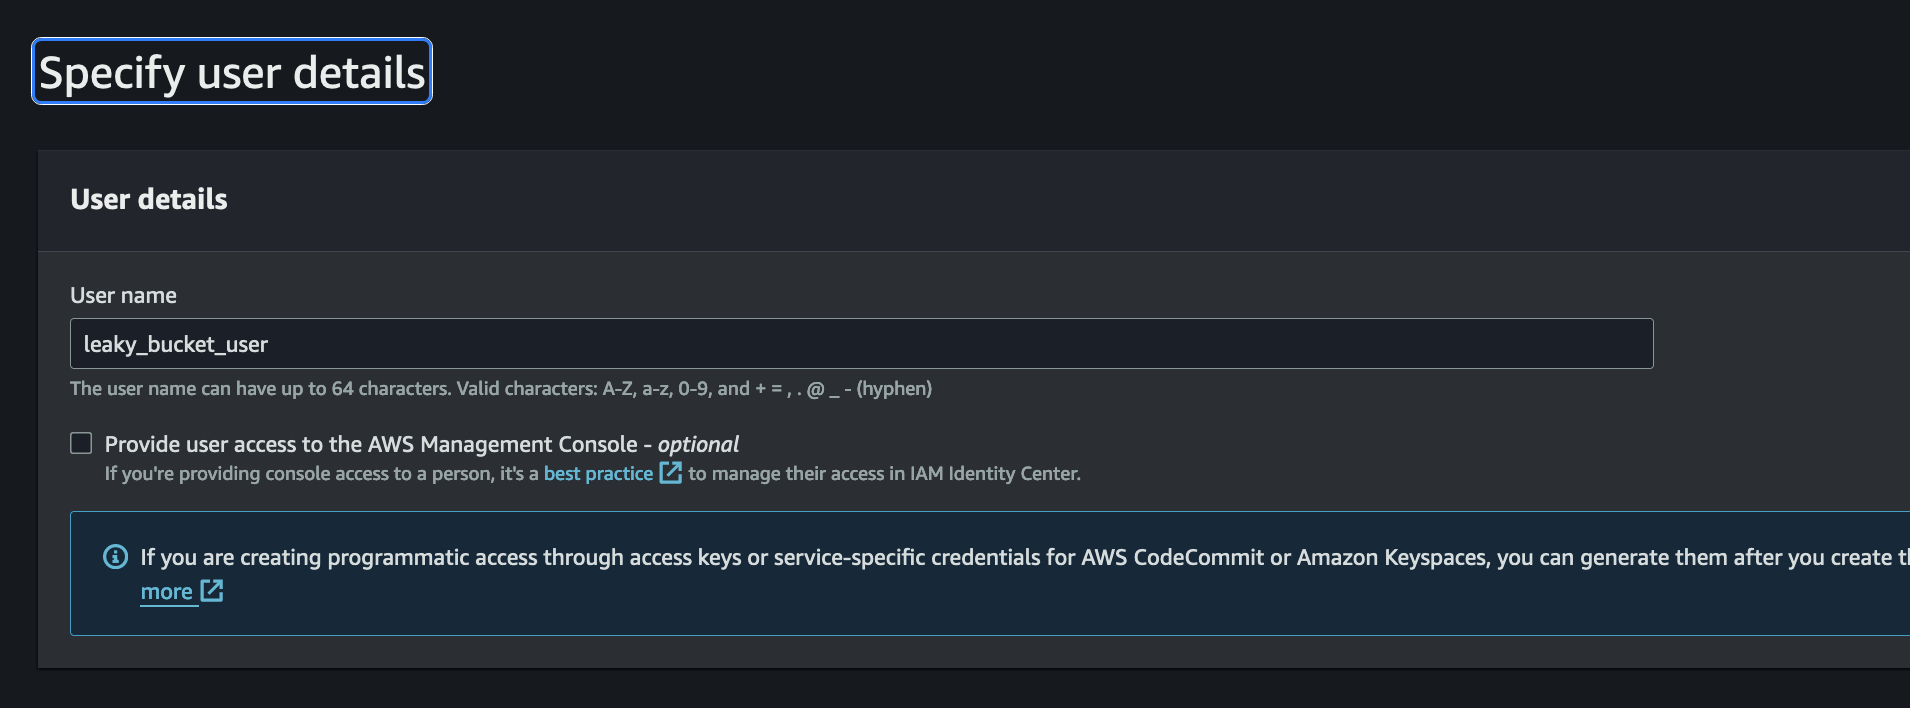 Specify user details
User details
User name
leaky_bucket_user
The user name can have up to 64 characters. Valid characters: A-Z, a-z, 0-9, and + = , . @ _ - (hyphen)
Provide user access to the AWS Management Console - optional
If you're providing console access to a person, it's a best practice to manage their access in IAM Identity Center.
If you are creating programmatic access through access keys or service-specific credentials for AWS CodeCommit or Amazon Keyspaces, you can generate them after you create
more